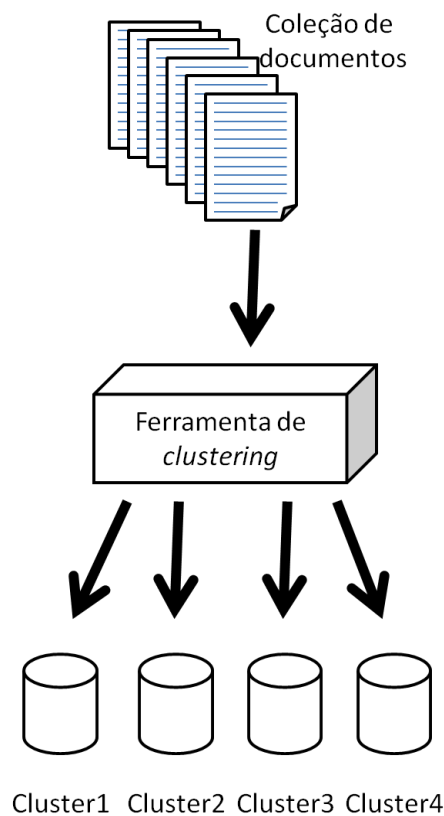 Coleção de
documentos
Ferramenta de
clustering
Cluster1 Cluster2 Cluster3 Cluster4